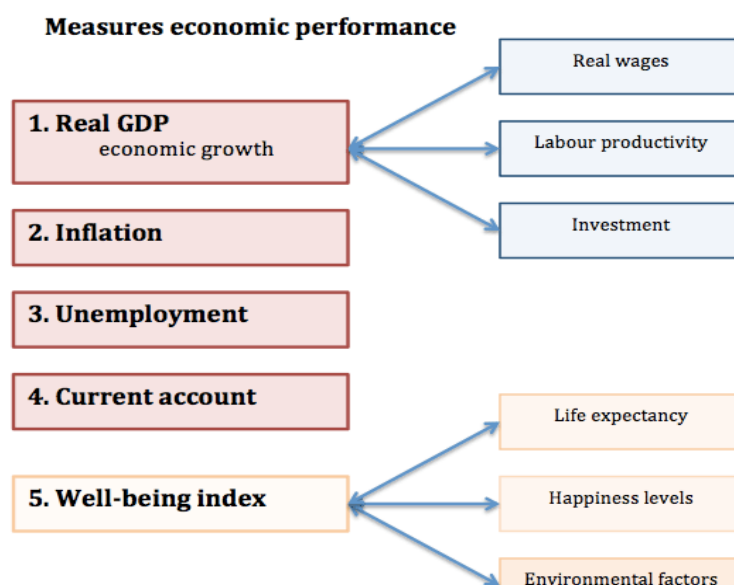 Measures economic performance
1. Real GDP
economic growth
2. Inflation
3. Unemployment
4. Current account
5. Well-being index
Real wages
Labour productivity
Investment
Life expectancy
Happiness levels
Environmental factors